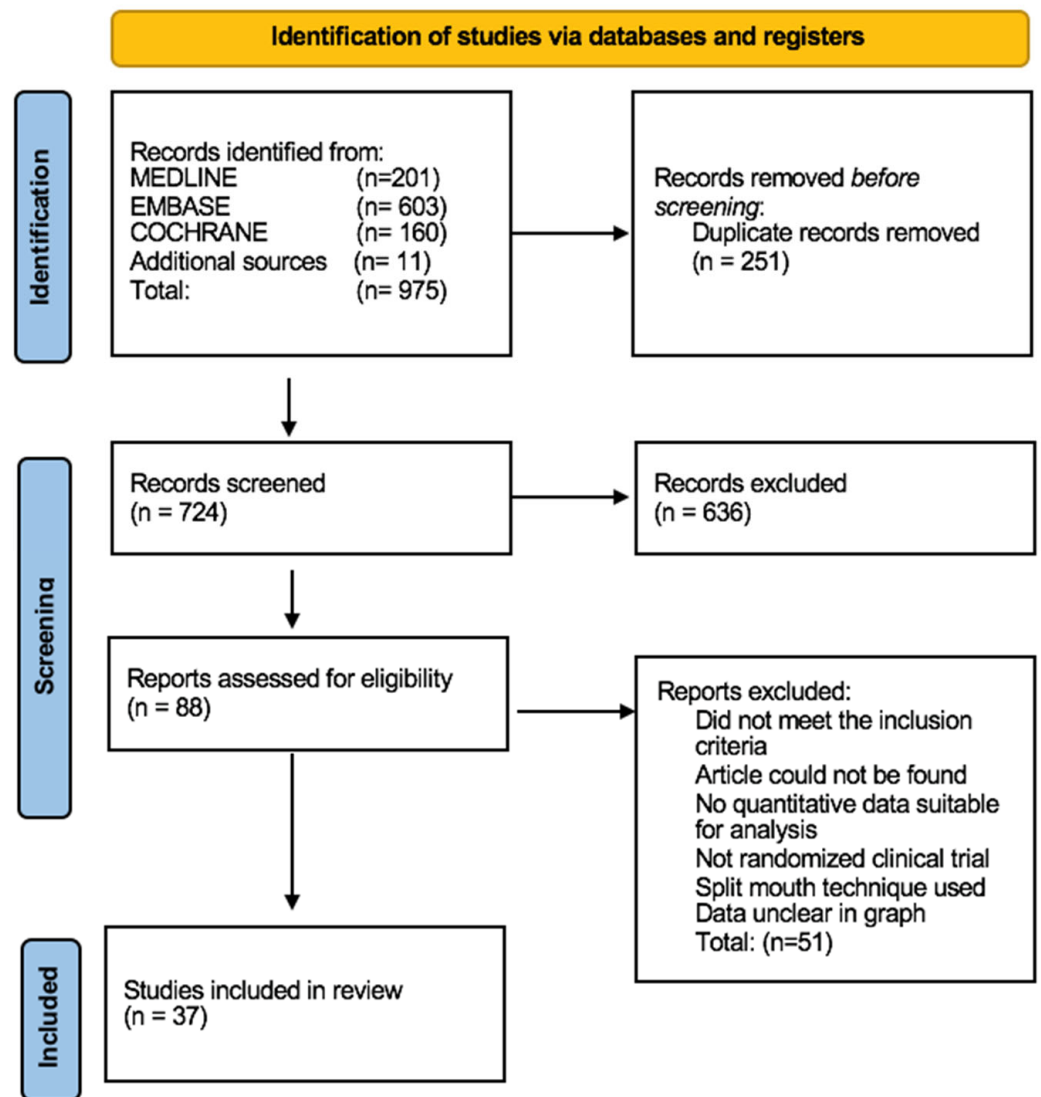 Identification of studies via databases and registers
Identification
Records identified from:
MEDLINE (n=201)
EMBASE (n= 603)
COCHRANE (n= 160)
Additional sources (n= 11)
Total: (n= 975)
Records removed before
screening:
Duplicate records removed
(n = 251)
Screening
Records screened
(n = 724)
Records excluded
(n = 636)
Reports assessed for eligibility
(n = 88)
Reports excluded:
Did not meet the inclusion
criteria
Article could not be found
No quantitative data suitable
for analysis
Not randomized clinical trial
Split mouth technique used
Data unclear in graph
Total: (n=51)
Included
Studies included in review
(n = 37)